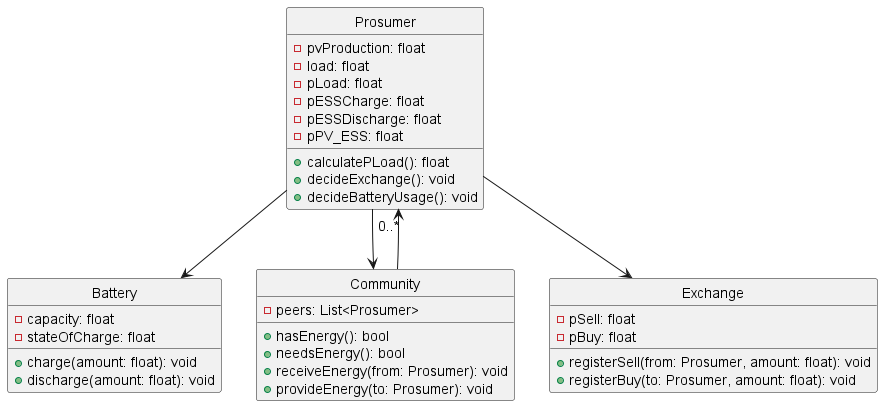 Prosumer
pvProduction: float
load: float
pLoad: float
pESSCharge: float
pESSDischarge: float
pPV_ESS: float
calculatePLoad(): float
decideExchange(): void
decideBatteryUsage(): void
0..*
Battery
capacity: float
stateOfCharge: float
charge(amount: float): void
discharge(amount: float): void
Community
peers: List<Prosumer>
hasEnergy(): bool
needsEnergy(): bool
receiveEnergy(from: Prosumer): void
provideEnergy(to: Prosumer): void
Exchange
pSell: float
pBuy: float
registerSell(from: Prosumer, amount: float): void
registerBuy(to: Prosumer, amount: float): void